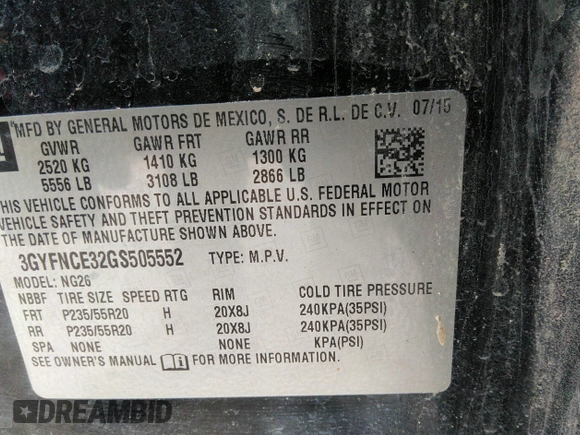 MFD BY GENERAL MOTORS DE MEXICO, S. DE R.L. DE C.V. 07/15
GVWR GAWR FRT GAWR RR
2520 KG 1410 KG 1300 KG
5556 LB 3108 LB 2866 LB
THIS VEHICLE CONFORMS TO ALL APPLICABLE U.S. FEDERAL MOTOR
VEHICLE SAFETY AND THEFT PREVENTION STANDARDS IN EFFECT ON
THE DATE OF MANUFACTURE SHOWN ABOVE.
3GYFNCE32GS505552 TYPE: M.P.V.
MODEL: NG26
NBBF TIRE SIZE SPEED RTG RIM COLD TIRE PRESSURE
FRT P235/55R20 H 20X8J 240KPA(35PSI)
RR P235/55R20 H 20X8J 240KPA(35PSI)
SPA NONE NONE KPA(PSI)
SEE OWNER'S MANUAL FOR MORE INFORMATION.
DREAMBID